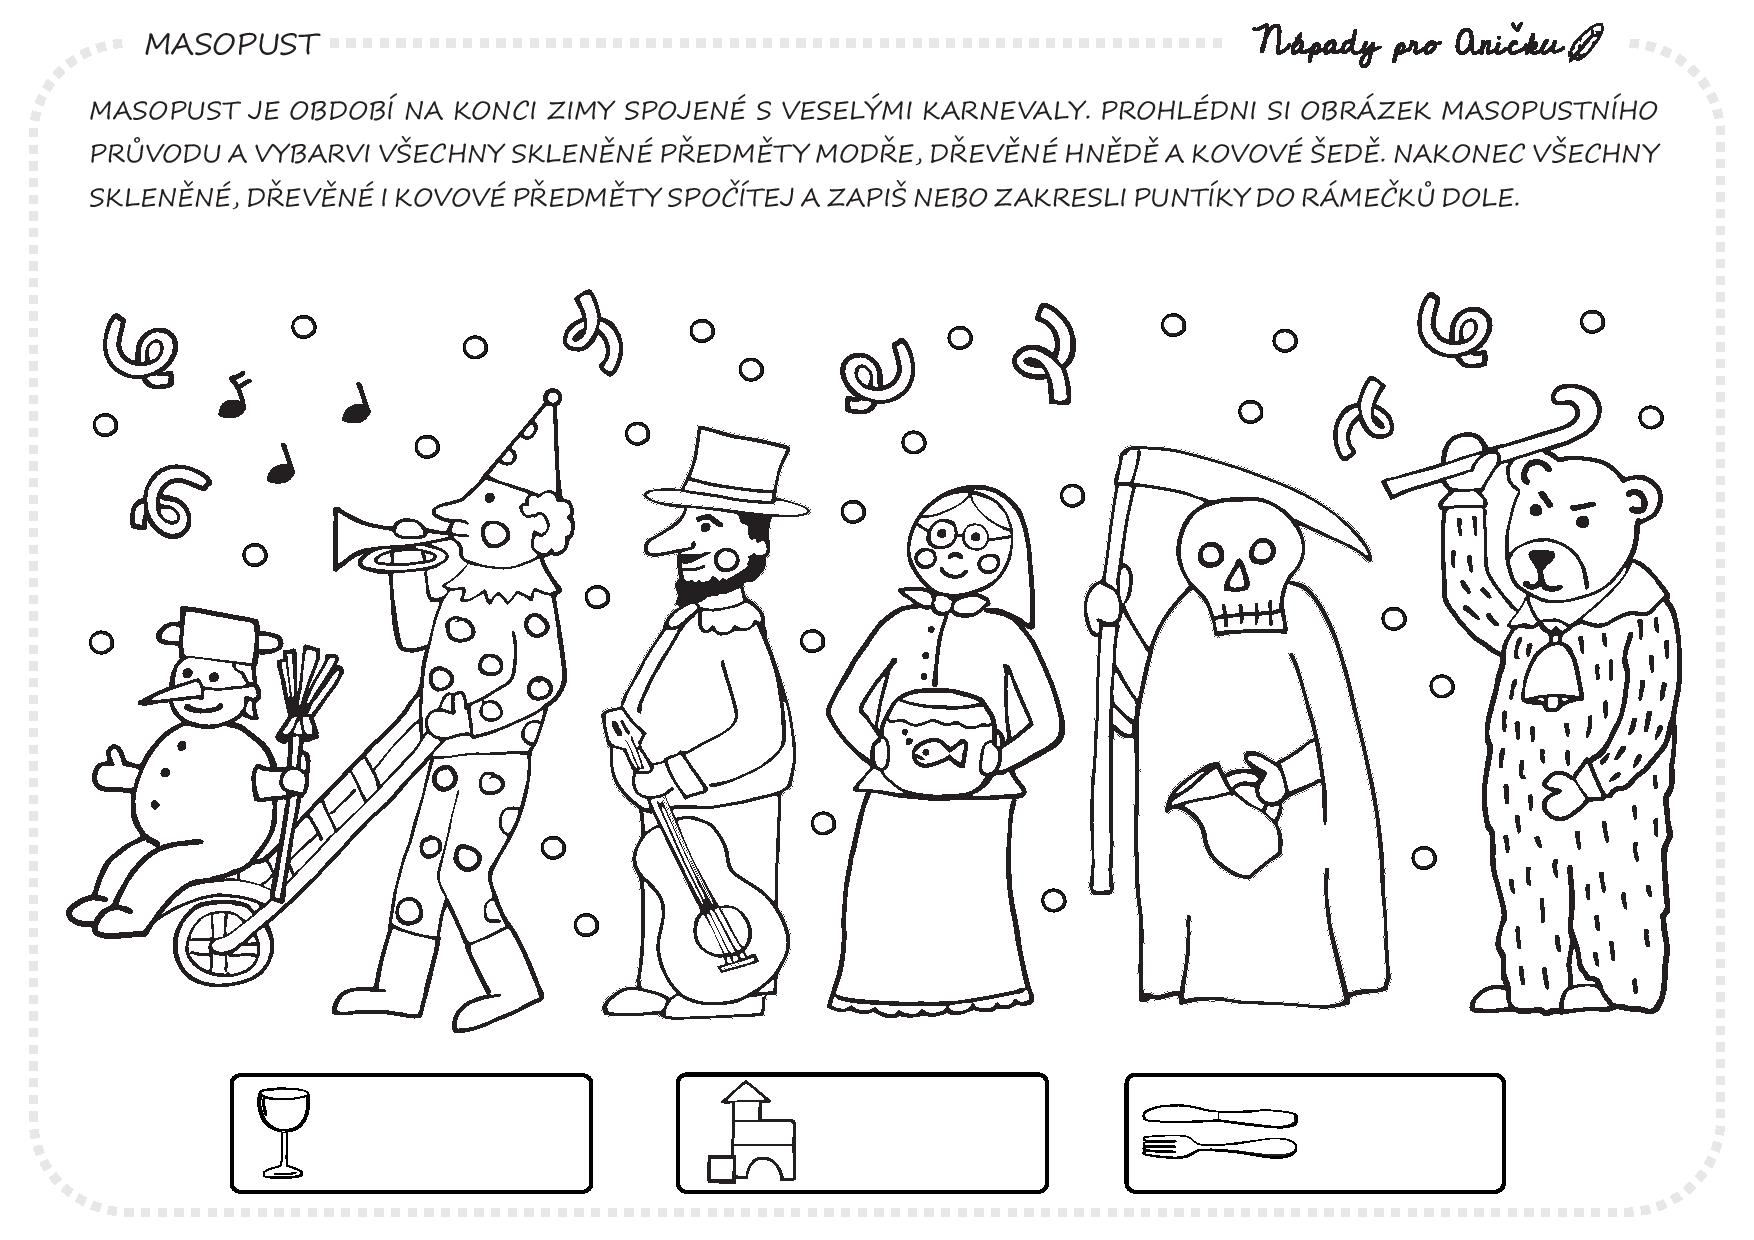 MASOPUST
Nápady pro Aničku
MASOPUST JE OBDOBÍ NA KONCI ZIMY SPOJENÉ S VESELÝMI KARNEVALY. PROHLÉDNI SI OBRÁZEK MASOPUSTNÍHO
PRŮVODU A VYBARVI VŠECHNY SKLENĚNÉ PŘEDMĚTY MODŘE, DŘEVĚNÉ HNĚDĚ A KOVOVÉ ŠEDĚ. NAKONEC VŠECHNY
SKLENĚNÉ, DŘEVĚNÉ I KOVOVÉ PŘEDMĚTY SPOČÍTEJ A ZAPIŠ NEBO ZAKRESLI PUNTÍKY DO RÁMEČKŮ DOLE.